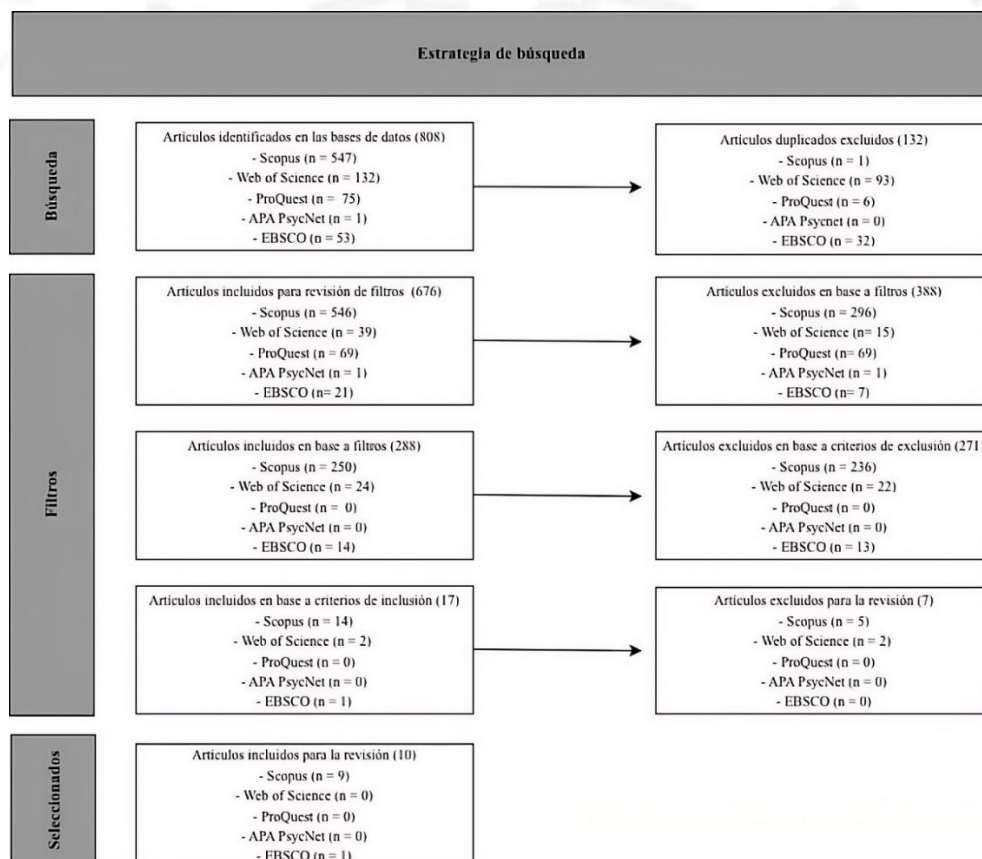 Estrategia de búsqueda
Búsqueda
Artículos identificados en las bases de datos (808)
- Scopus (n = 547)
- Web of Science (n = 132)
- ProQuest (n = 75)
- APA PsycNet (n = 1)
- EBSCO (n = 53)
Artículos duplicados excluidos (132)
- Scopus (n = 1)
- Web of Science (n = 93)
- ProQuest (n = 6)
- APA Psycnet (n = 0)
- EBSCO (n = 32)
Filtros
Artículos incluidos para revisión de filtros (676)
- Scopus (n = 546)
- Web of Science (n = 39)
- ProQuest (n = 69)
- APA PsycNet (n = 1)
- EBSCO (n= 21)
Artículos excluidos en base a filtros (388)
- Scopus (n = 296)
- Web of Science (n= 15)
- ProQuest (n= 69)
- APA PsycNet (n = 1)
- EBSCO (n= 7)
Artículos incluidos en base a filtros (288)
- Scopus (n = 250)
- Web of Science (n = 24)
- ProQuest (n = 0)
- APA PsycNet (n = 0)
- EBSCO (n = 14)
Artículos excluidos en base a criterios de exclusión (271)
- Scopus (n = 236)
- Web of Science (n = 22)
- ProQuest (n = 0)
- APA PsycNet (n = 0)
- EBSCO (n = 13)
Artículos incluidos en base a criterios de inclusión (17)
- Scopus (n = 14)
- Web of Science (n = 2)
- ProQuest (n = 0)
- APA PsycNet (n = 0)
- EBSCO (n = 1)
Artículos excluidos para la revisión (7)
- Scopus (n = 5)
- Web of Science (n = 2)
- ProQuest (n = 0)
- APA PsycNet (n = 0)
- EBSCO (n = 0)
Seleccionados
Artículos incluidos para la revisión (10)
- Scopus (n = 9)
- Web of Science (n = 0)
- ProQuest (n = 0)
- APA PsycNet (n = 0)
- EBSCO (n = 1)